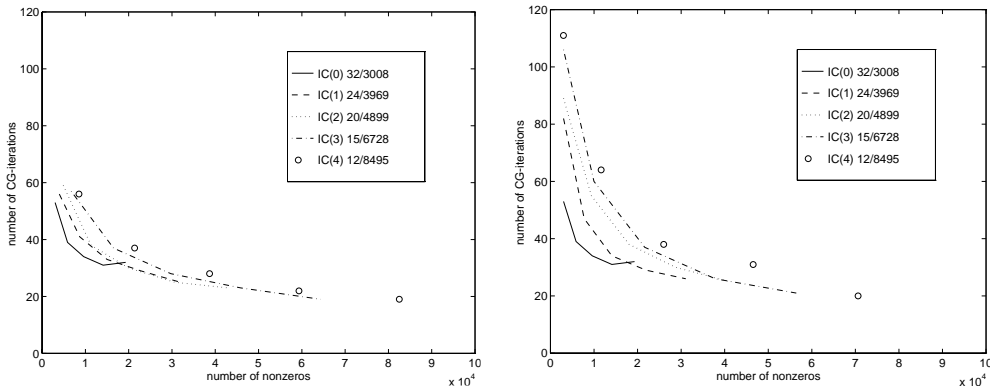 120
100
80
60
40
20
0
number of CG-iterations
IC(0) 32/3008
IC(1) 24/3969
IC(2) 20/4899
IC(3) 15/6728
IC(4) 12/8495
0 1 2 3 4 5 6 7 8 9 10
number of nonzeros
x 10^4
120
100
80
60
40
20
0
number of CG-iterations
IC(0) 32/3008
IC(1) 24/3969
IC(2) 20/4899
IC(3) 15/6728
IC(4) 12/8495
0 1 2 3 4 5 6 7 8 9 10
number of nonzeros
x 10^4